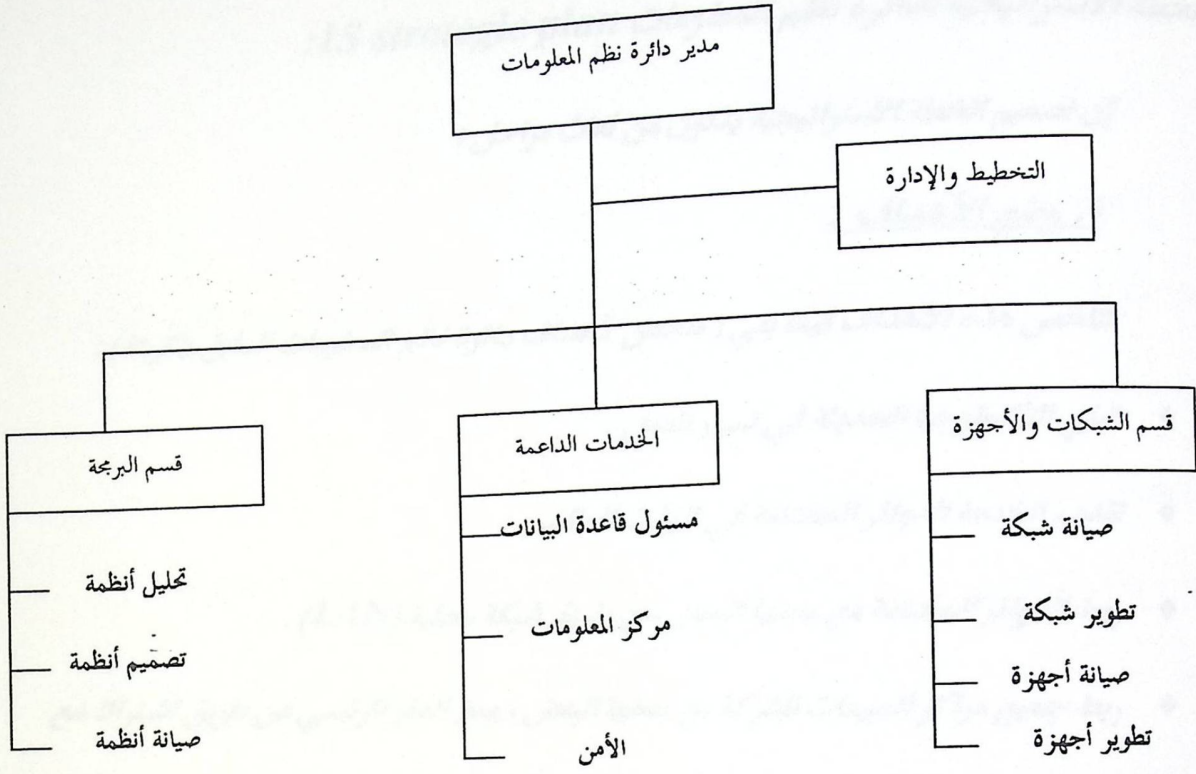 مدير دائرة نظم المعلومات
التخطيط والإدارة
قسم الشبكات والأجهزة
صيانة شبكة
تطوير شبكة
صيانة أجهزة
تطوير أجهزة
الخدمات الداعمة
مسئول قاعدة البيانات
مركز المعلومات
الأمن
قسم البرمجة
تحليل أنظمة
تصميم أنظمة
صيانة أنظمة